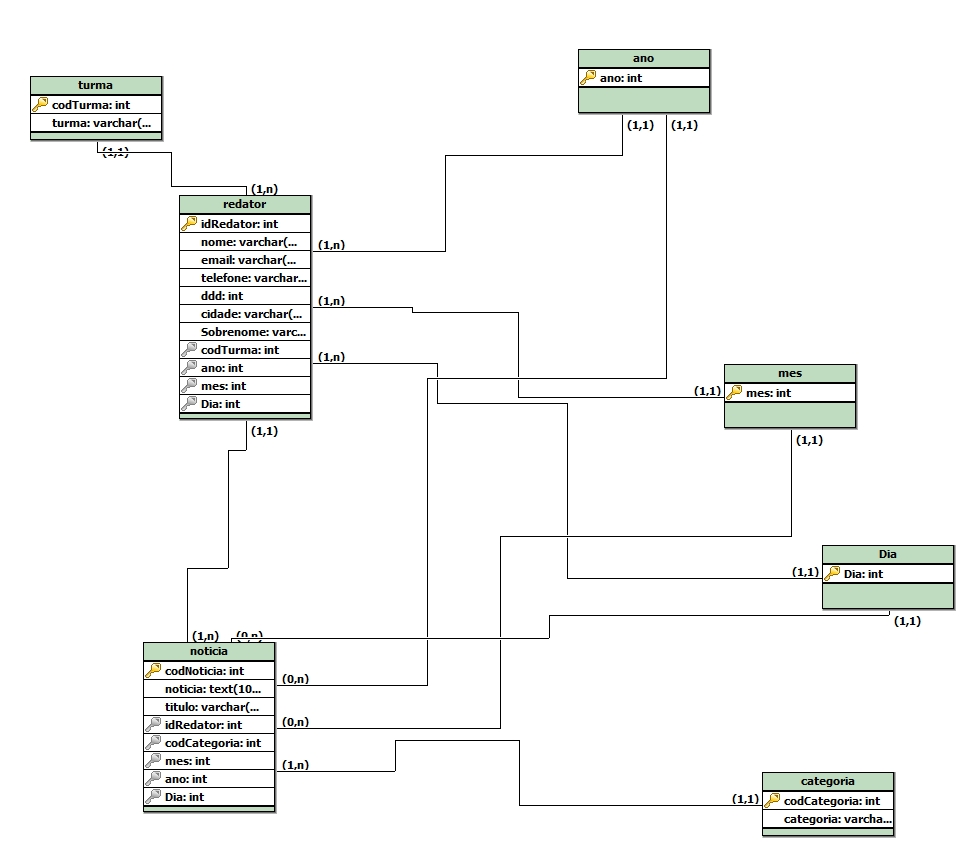 ano
ano: int
(1,1)
(1,1)
turma
codTurma: int
turma: varchar(...
(1,1)
(1,n)
redator
idRedator: int
nome: varchar(...
email: varchar(...
telefone: varchar...
ddd: int
cidade: varchar(...
Sobrenome: varc...
codTurma: int
ano: int
mes: int
Dia: int
(1,n)
(1,n)
(1,n)
(1,1)
mes
(1,1)
mes: int
(1,1)
Dia
(1,1)
Dia: int
(1,1)
(1,n)
(0,n)
noticia
codNoticia: int
noticia: text(10...
titulo: varchar(...
idRedator: int
codCategoria: int
mes: int
ano: int
Dia: int
(0,n)
(0,n)
(1,n)
categoria
(1,1)
codCategoria: int
categoria: varcha...